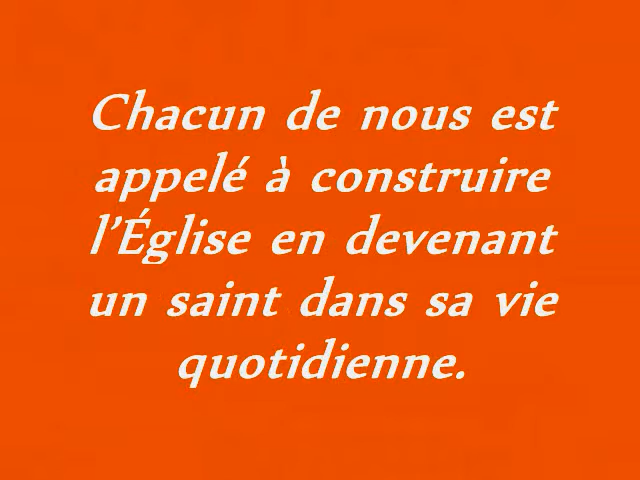 Chacun de nous est
appelé à construire
l’Église en devenant
un saint dans sa vie
quotidienne.